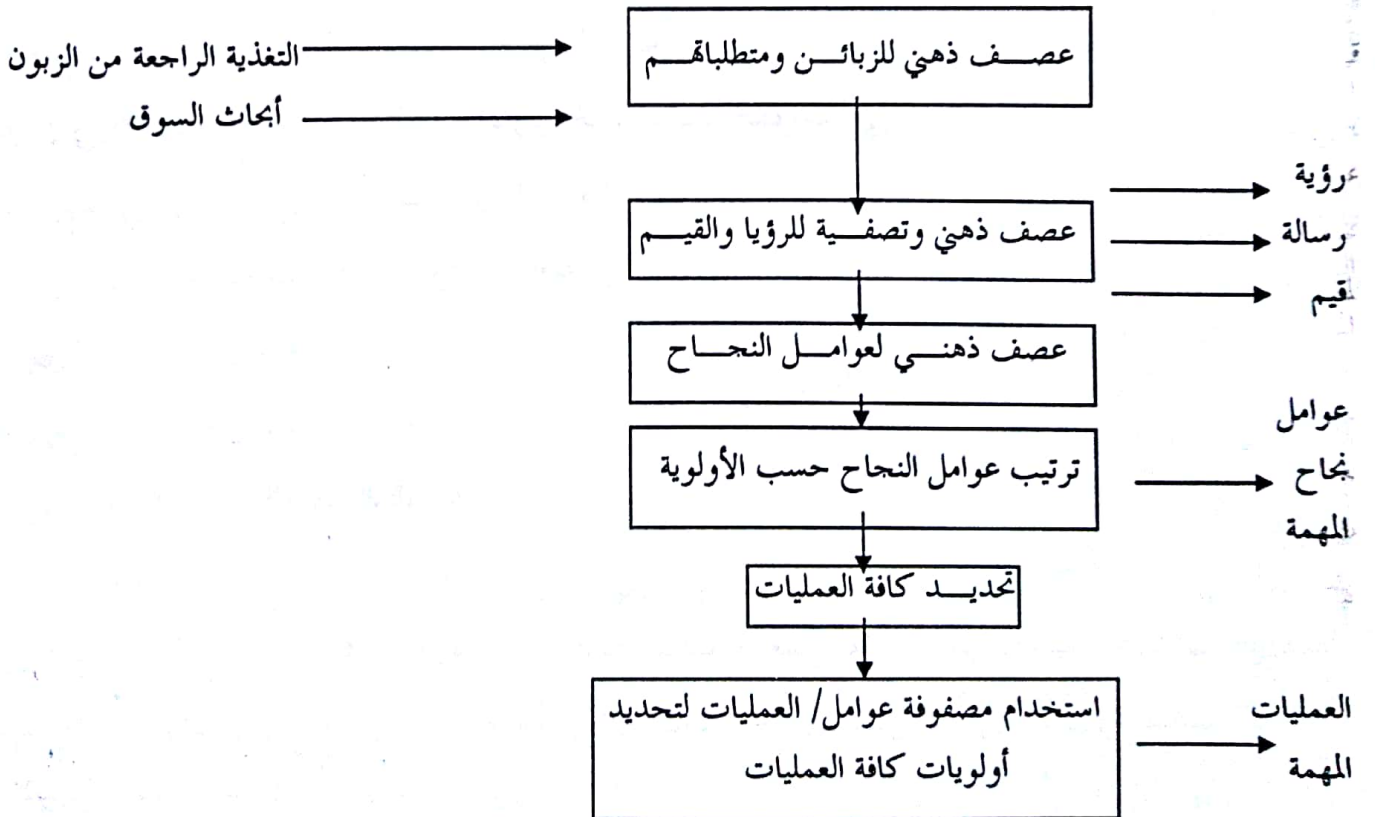 عصف ذهني للزبائن ومتطلباتهم
التغذية الراجعة من الزبون
أبحاث السوق
رؤية
عصف ذهني وتصفية للرؤيا والقيم
رسالة
قيم
عصف ذهني لعوامل النجاح
عوامل
ترتيب عوامل النجاح حسب الأولوية
نجاح
المهمة
تحديد كافة العمليات
استخدام مصفوفة عوامل/ العمليات لتحديد
العمليات
أولويات كافة العمليات
المهمة